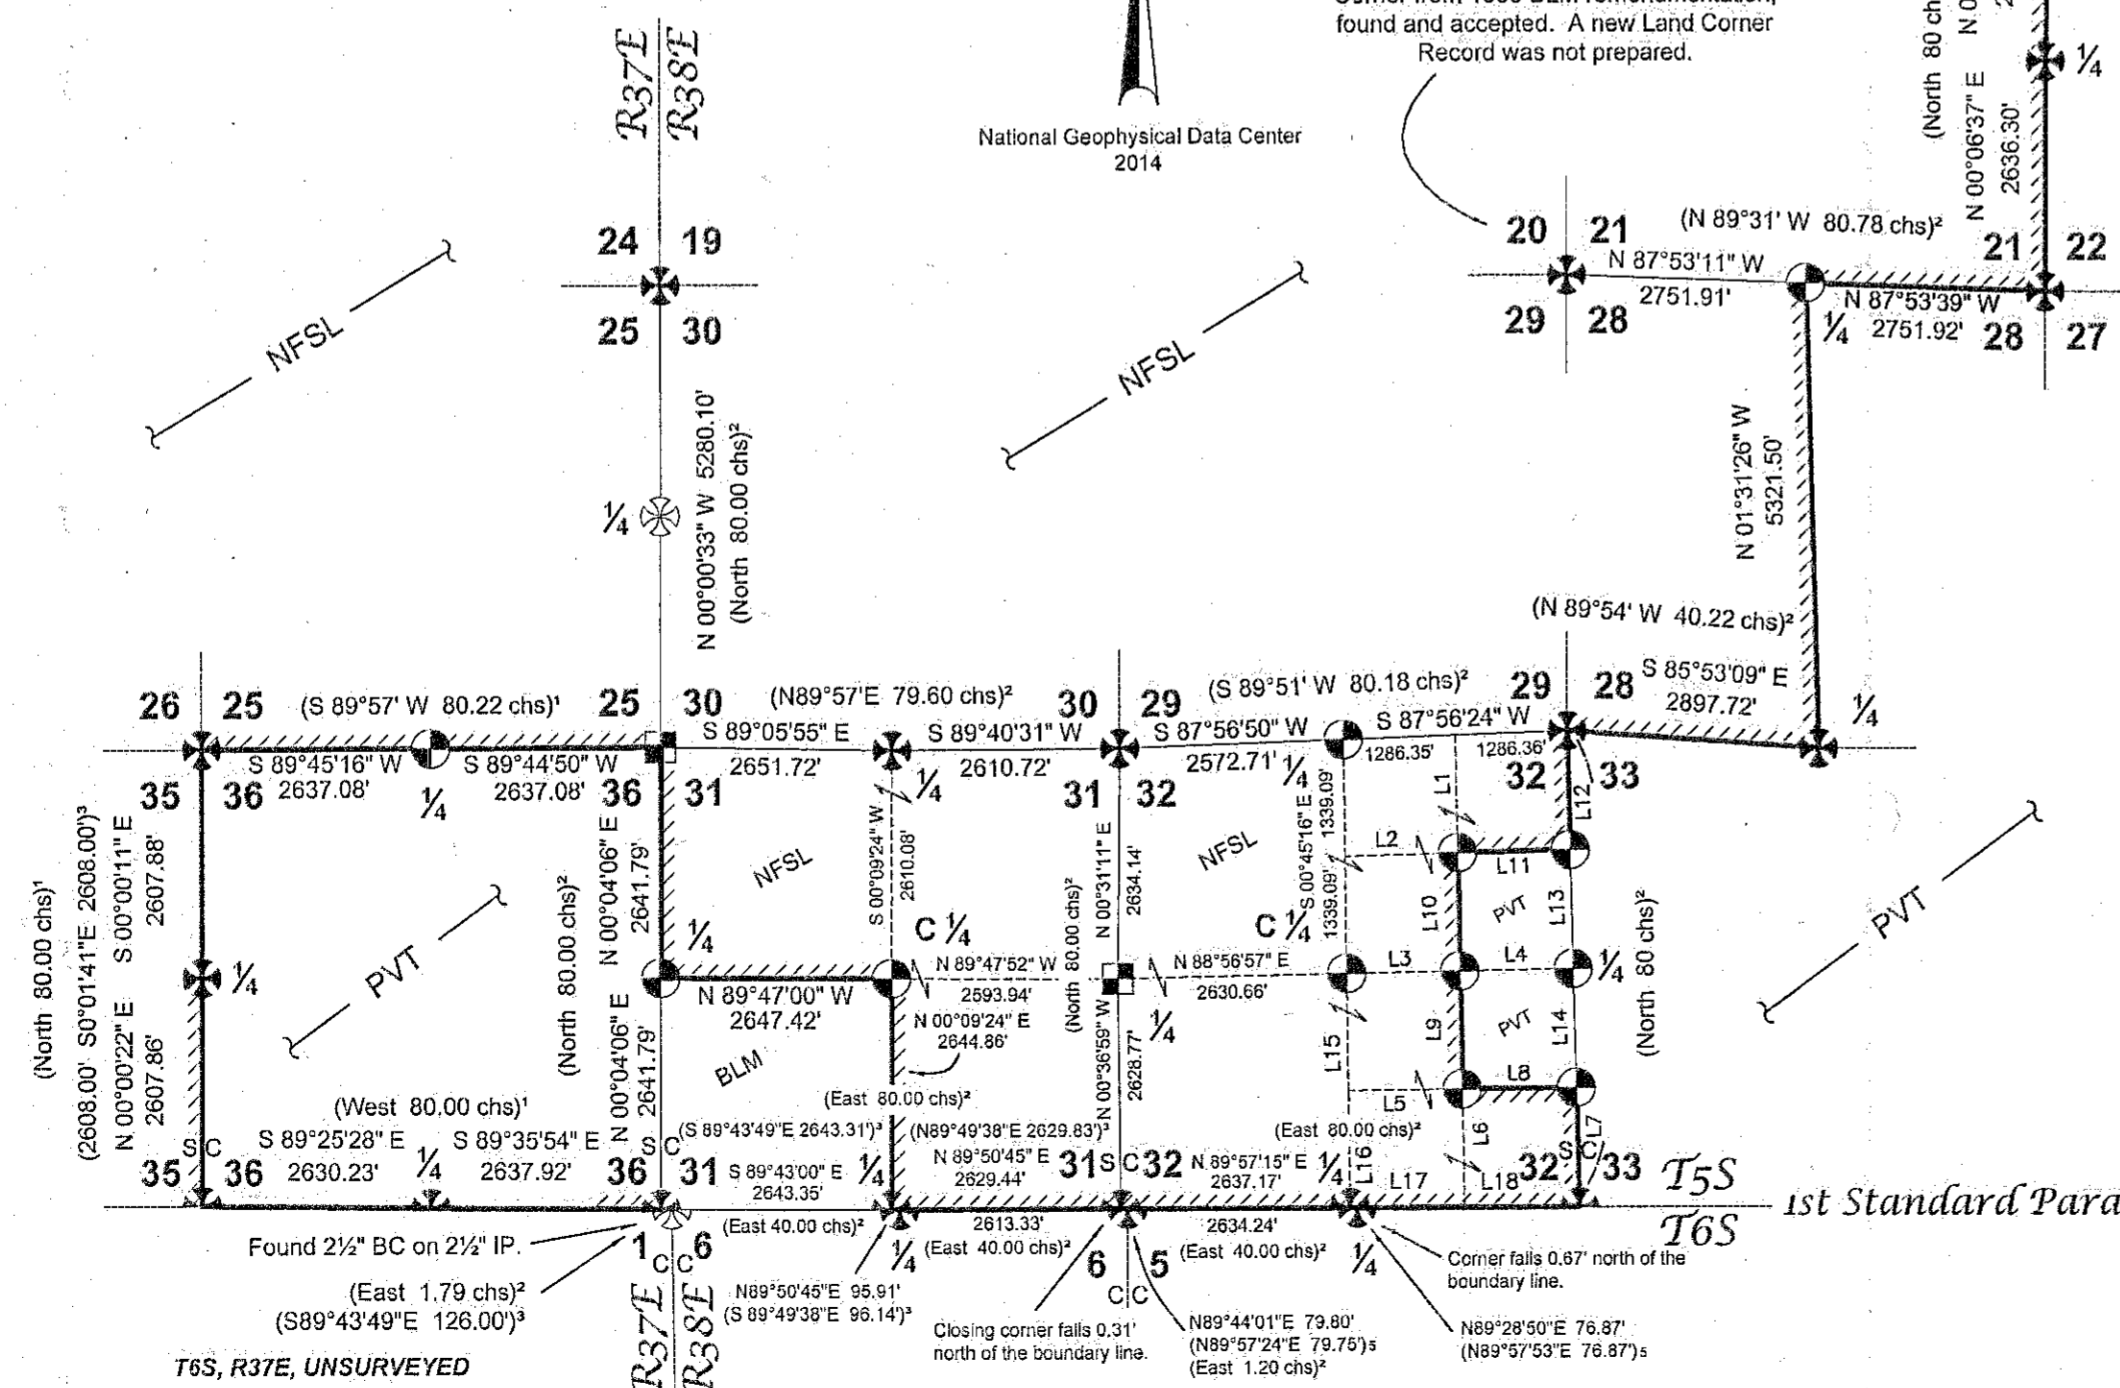 found and accepted. A new Land Corner
Record was not prepared.
R37E
R38E
National Geophysical Data Center
2014
(North 80 ch
N 00°06'37" E
2636.30'
1/4
24 19
25 30
20 21
29 28
(N 89°31' W 80.78 chs)²
N 87°53'11" W
2751.91'
21 22
28 27
N 87°53'39" W
2751.92'
1/4
NFSL
NFSL
N 00°00'33" W 5280.10'
(North 80.00 chs)²
1/4
N 01°31'26" W
5321.50'
(N 89°54' W 40.22 chs)²
S 85°53'09" E
2897.72'
1/4
26 25
35 36
(S 89°57' W 80.22 chs)¹
S 89°45'16" W
2637.08'
1/4
S 89°44'50" W
2637.08'
25 30
36 31
(N89°57'E 79.60 chs)²
S 89°05'55" E
2651.72'
1/4
S 89°40'31" W
2610.72'
30 29
31 32
(S 89°51' W 80.18 chs)²
S 87°56'50" W
2572.71'
1/4
S 87°56'24" W
1286.35'
1286.36'
29 28
32 33
(North 80.00 chs)¹
(2608.00' S0°01'41"E 2608.00')³
S 00°00'11" E
2607.88'
N 00°00'22" E
2607.86'
1/4
PVT
(North 80.00 chs)²
N 00°04'06" E
2641.79'
N 00°04'06" E
2641.79'
1/4
NFSL
S 00°09'24" W
2610.08'
C 1/4
N 89°47'00" W
2647.42'
N 89°47'52" W
2593.94'
N 00°09'24" E
2644.86'
BLM
(North 80.00 chs)²
N 00°31'11" E
2634.14'
N 00°36'59" W
2628.77'
1/4
NFSL
C 1/4
N 88°56'57" E
2630.66'
S.00°45'16" E
1339.09'
1339.09'
L1
L2
L3
L4
L5
L6
L7
L8
L9
L10
L11
L12
L13
L14
L15
L16
L17
L18
PVT
PVT
1/4
(North 80 chs)²
PVT
(West 80.00 chs)¹
S 89°25'28" E
2630.23'
1/4
S 89°35'54" E
2637.92'
S C
35 36
S C
36 31
(East 80.00 chs)²
(S 89°43'49"E 2643.31')³
S 89°43'00" E
2643.35'
1/4
(N89°49'38"E 2629.83')³
N 89°50'45" E
2629.44'
31 S C 32
(East 80.00 chs)²
N 89°57'15" E
2637.17'
1/4
32 S C 33
T5S
T6S
1st Standard Para
Found 2½" BC on 2½" IP.
(East 1.79 chs)²
(S89°43'49"E 126.00')³
T6S, R37E, UNSURVEYED
1 6
C C
R37E
R38E
(East 40.00 chs)²
1/4
N89°50'45"E 95.91'
(S 89°49'38"E 96.14')³
2613.33'
(East 40.00 chs)²
Closing corner falls 0.31'
north of the boundary line.
6 5
C C
2634.24'
(East 40.00 chs)²
1/4
N89°44'01"E 79.80'
(N89°57'24"E 79.75')5
(East 1.20 chs)²
Corner falls 0.67' north of the
boundary line.
N89°28'50"E 76.87'
(N89°57'53"E 76.87')5